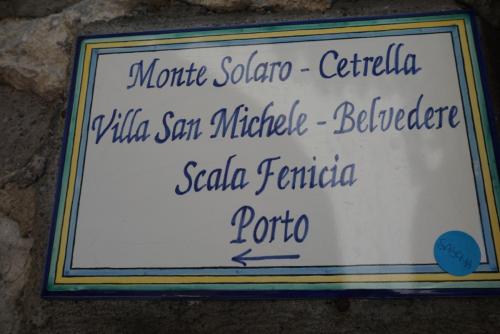 Monte Solaro - Cetrella
Villa San Michele - Belvedere
Scala Fenicia
Porto